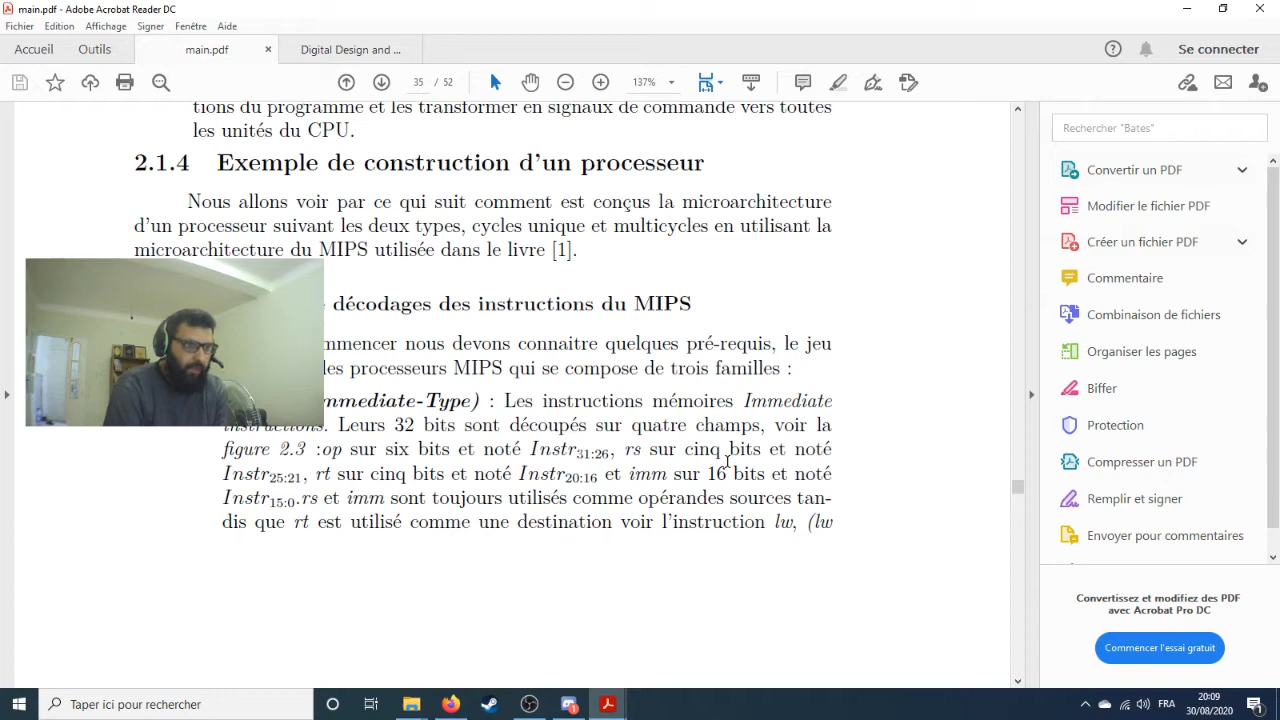 main.pdf - Adobe Acrobat Reader DC
Fichier Edition Affichage Signer Fenêtre Aide
Accueil Outils main.pdf × Digital Design and ... ? Se connecter
35 / 52 137%
tions du programme et les transformer en signaux de commande vers toutes
les unités du CPU.
2.1.4 Exemple de construction d'un processeur
Nous allons voir par ce qui suit comment est conçus la microarchitecture
d'un processeur suivant les deux types, cycles unique et multicycles en utilisant la
microarchitecture du MIPS utilisée dans le livre [1].
décodages des instructions du MIPS
mmencer nous devons connaitre quelques pré-requis, le jeu
les processeurs MIPS qui se compose de trois familles :
mmediate-Type) : Les instructions mémoires Immediate
instructions. Leurs 32 bits sont découpés sur quatre champs, voir la
figure 2.3 :op sur six bits et noté Instr31:26, rs sur cinq bits et noté
Instr25:21, rt sur cinq bits et noté Instr20:16 et imm sur 16 bits et noté
Instr15:0.rs et imm sont toujours utilisés comme opérandes sources tan-
dis que rt est utilisé comme une destination voir l'instruction lw, (lw
Rechercher "Bates"
Convertir un PDF
Modifier le fichier PDF
Créer un fichier PDF
Commentaire
Combinaison de fichiers
Organiser les pages
Biffer
Protection
Compresser un PDF
Remplir et signer
Envoyer pour commentaires
Convertissez et modifiez des PDF
avec Acrobat Pro DC
Commencer l'essai gratuit
Taper ici pour rechercher
FRA
20:09
30/08/2020
1